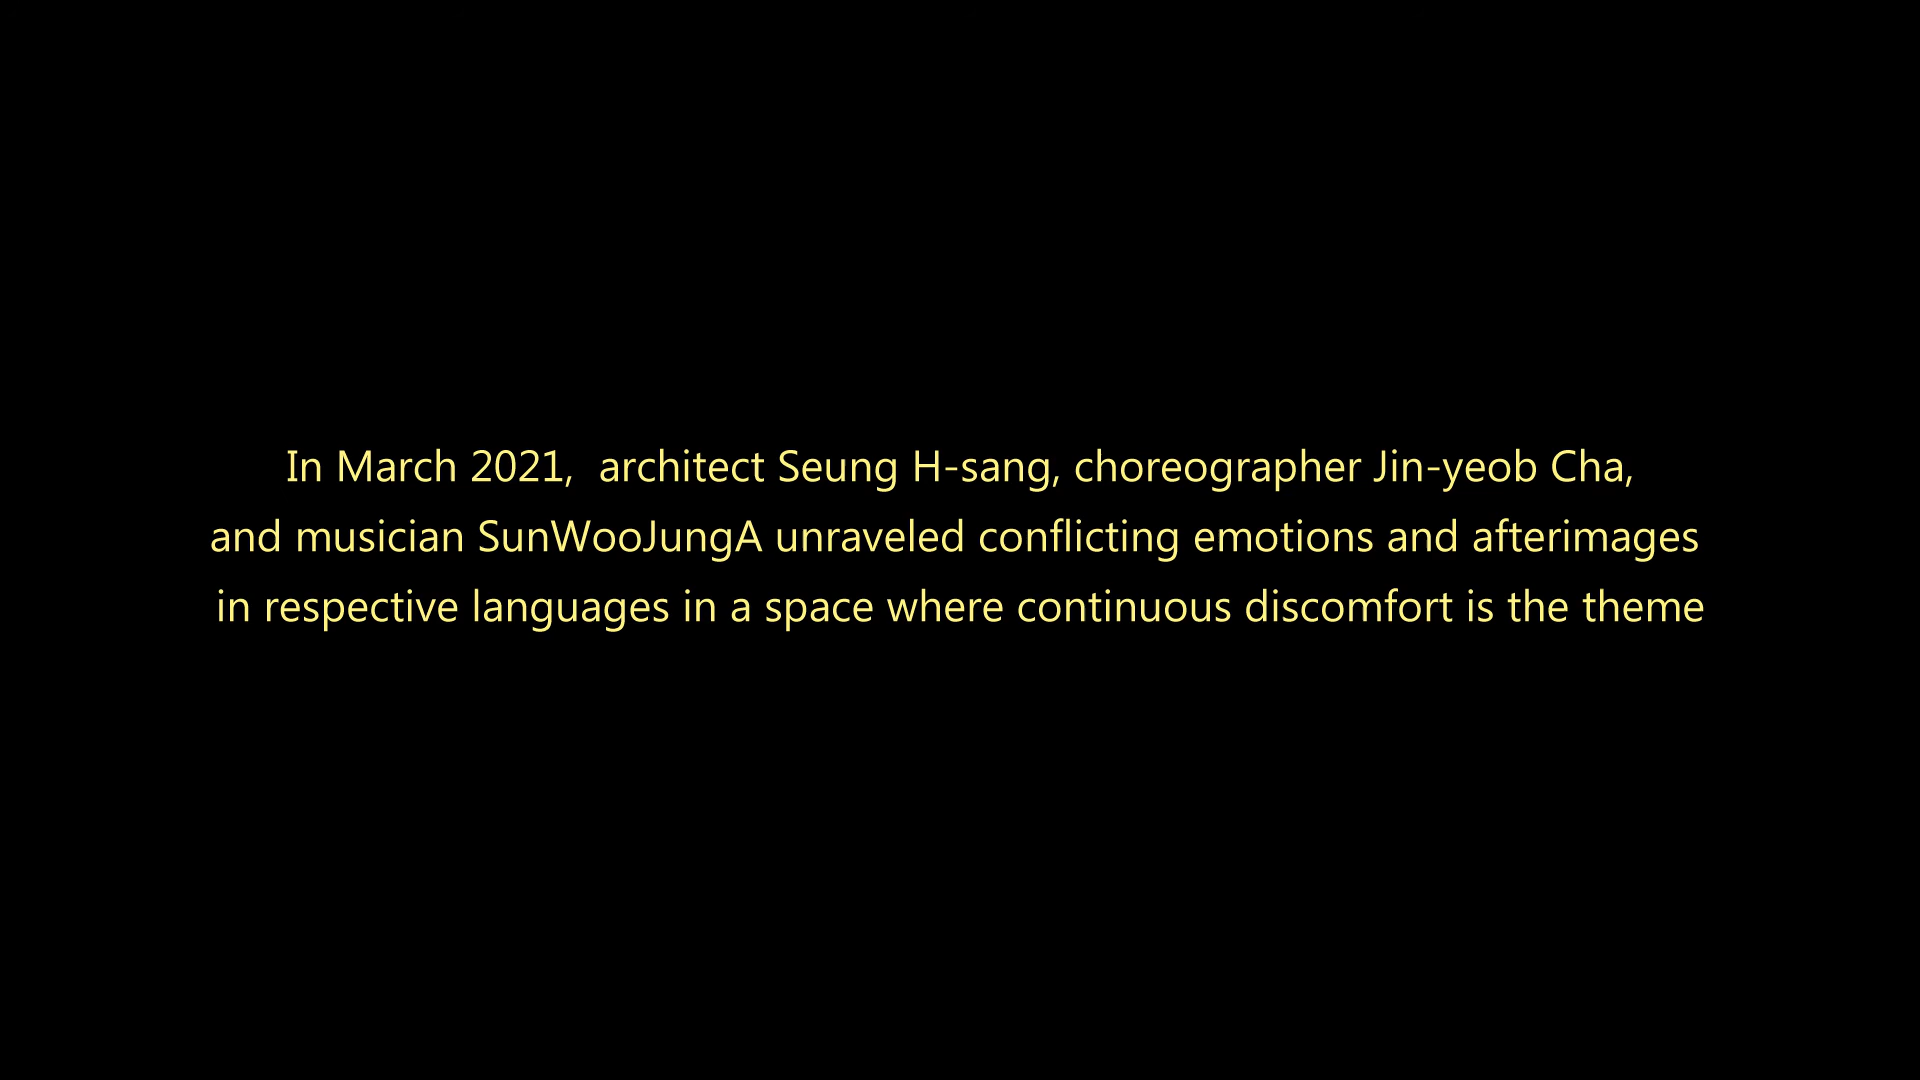 In March 2021,  architect Seung H-sang, choreographer Jin-yeob Cha,
and musician SunWooJungA unraveled conflicting emotions and afterimages
in respective languages in a space where continuous discomfort is the theme